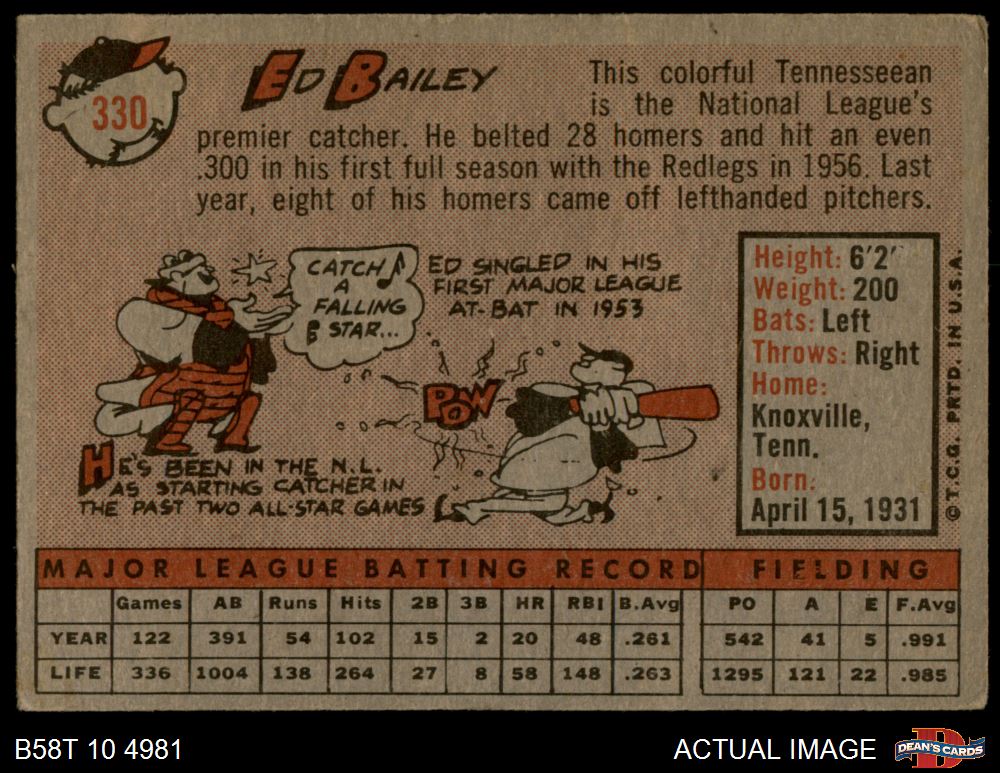 330
ED BAILEY
This colorful Tennesseean
is the National League's
premier catcher. He belted 28 homers and hit an even
.300 in his first full season with the Redlegs in 1956. Last
year, eight of his homers came off lefthanded pitchers.
CATCH
A
FALLING
STAR...
ED SINGLED IN HIS
FIRST MAJOR LEAGUE
AT-BAT IN 1953
POW
HE'S BEEN IN THE N.L.
AS STARTING CATCHER IN
THE PAST TWO ALL-STAR GAMES
Height: 6'2"
Weight: 200
Bats: Left
Throws: Right
Home:
Knoxville,
Tenn.
Born:
April 15, 1931
©T.C.G. PRTD. IN U.S.A.
MAJOR LEAGUE BATTING RECORD FIELDING
Games AB Runs Hits 2B 3B HR RBI B.Avg PO A E F.Avg
YEAR 122 391 54 102 15 2 20 48 .261 542 41 5 .991
LIFE 336 1004 138 264 27 8 58 148 .263 1295 121 22 .985
B58T 10 4981
ACTUAL IMAGE
D
DEAN'S CARDS